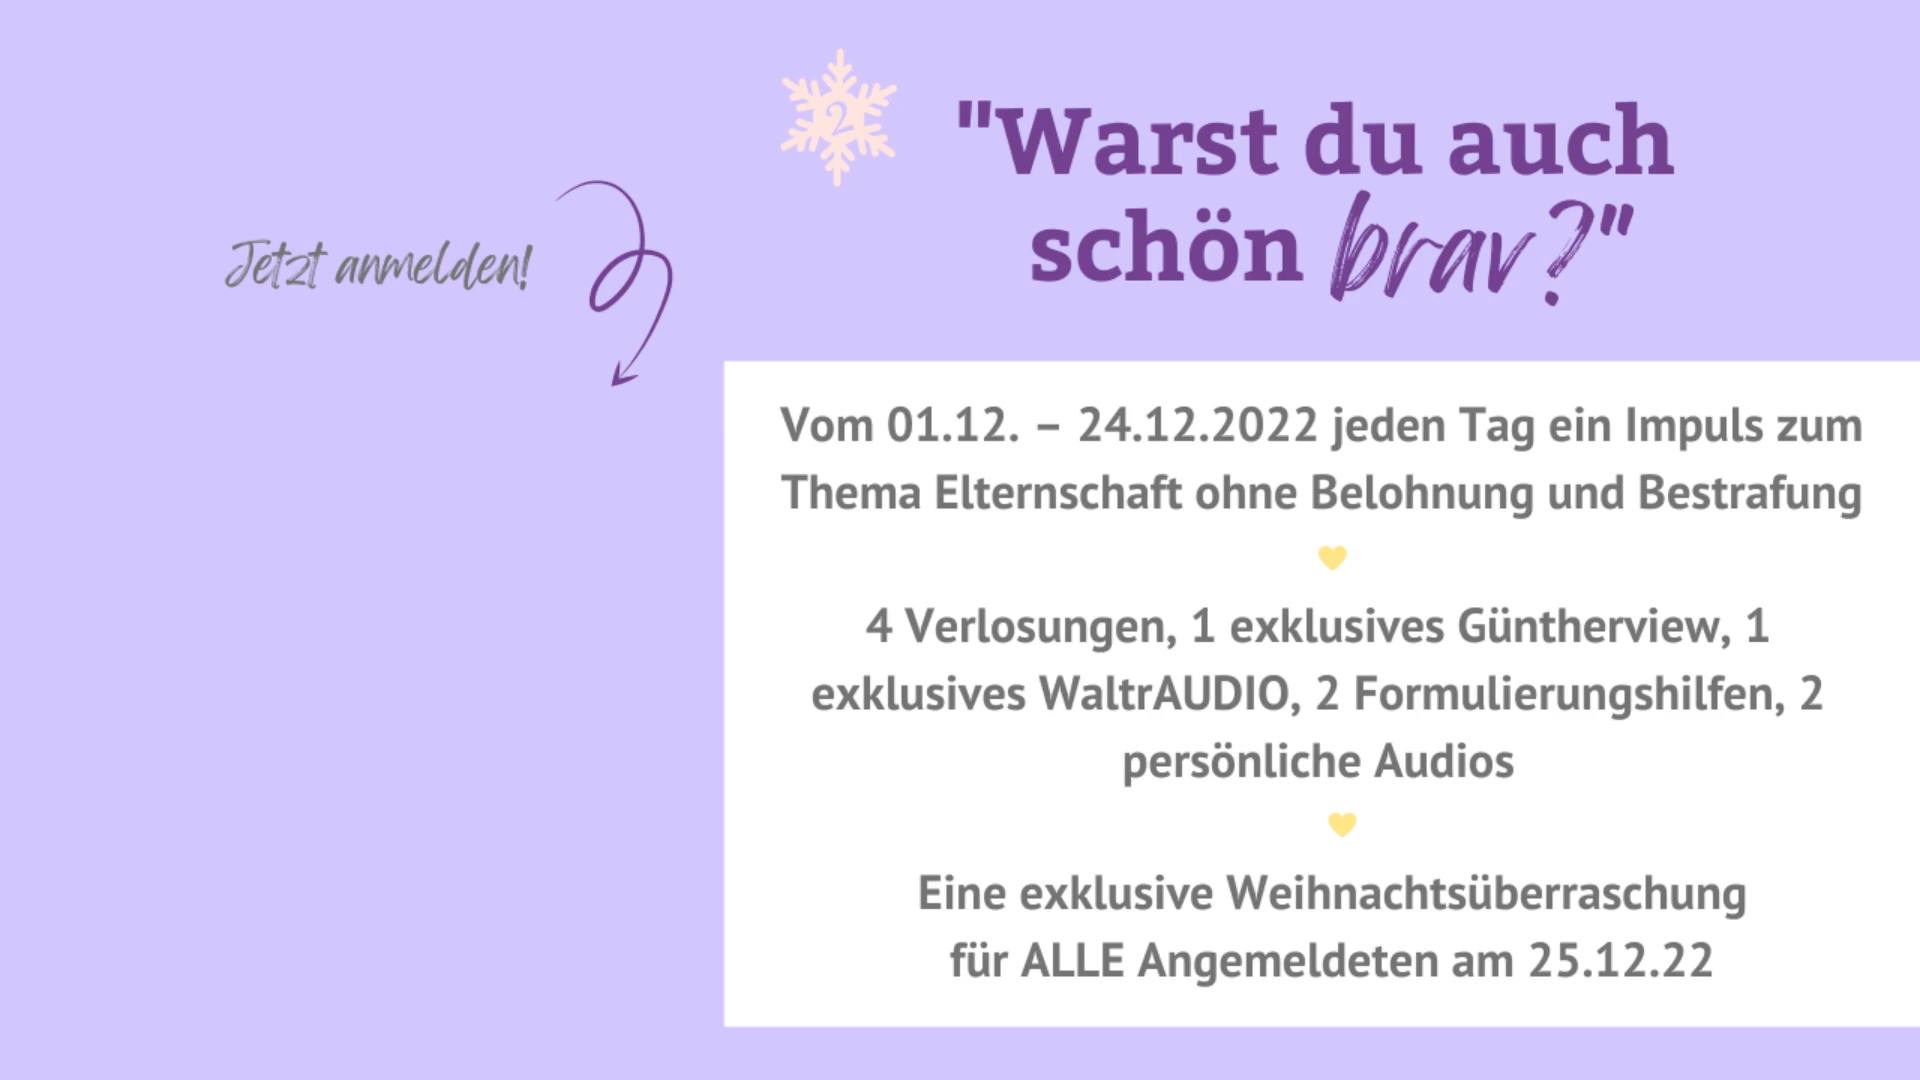 2
"Warst du auch
schön brav?"
Jetzt anmelden!
Vom 01.12. – 24.12.2022 jeden Tag ein Impuls zum
Thema Elternschaft ohne Belohnung und Bestrafung
4 Verlosungen, 1 exklusives Güntherview, 1
exklusives WaltrAUDIO, 2 Formulierungshilfen, 2
persönliche Audios
Eine exklusive Weihnachtsüberraschung
für ALLE Angemeldeten am 25.12.22